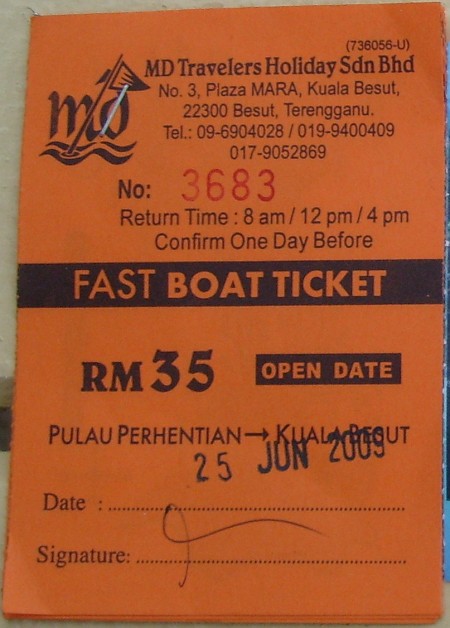 (736056-U)
md
MD Travelers Holiday Sdn Bhd
No. 3, Plaza MARA, Kuala Besut,
22300 Besut, Terengganu.
Tel.: 09-6904028 / 019-9400409
017-9052869
No: 3683
Return Time : 8 am / 12 pm / 4 pm
Confirm One Day Before
FAST BOAT TICKET
RM35 OPEN DATE
PULAU PERHENTIAN → KUALA BESUT
25 JUN 2009
Date : ......................................................
Signature: ................................................